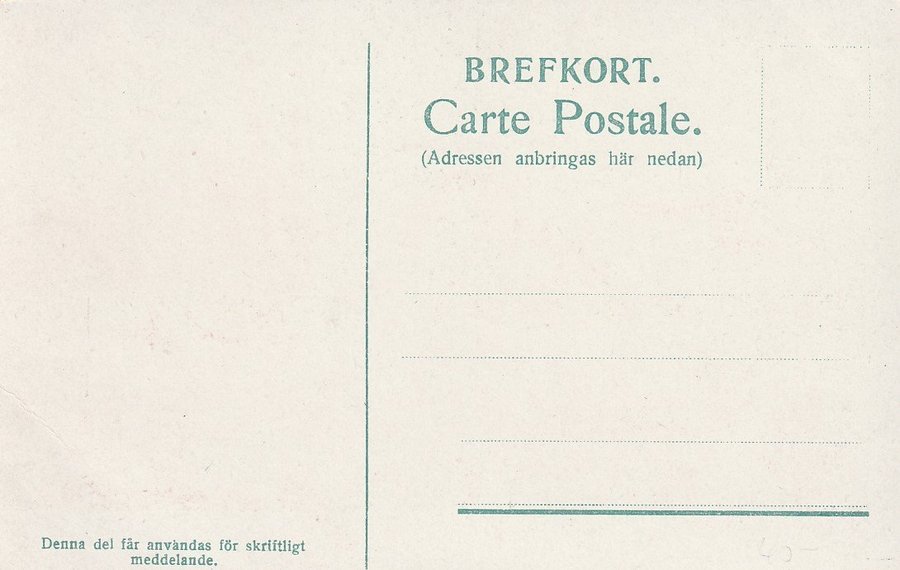 BREFKORT.
Carte Postale.
(Adressen anbringas här nedan)
Denna del får användas för skriftligt
meddelande.